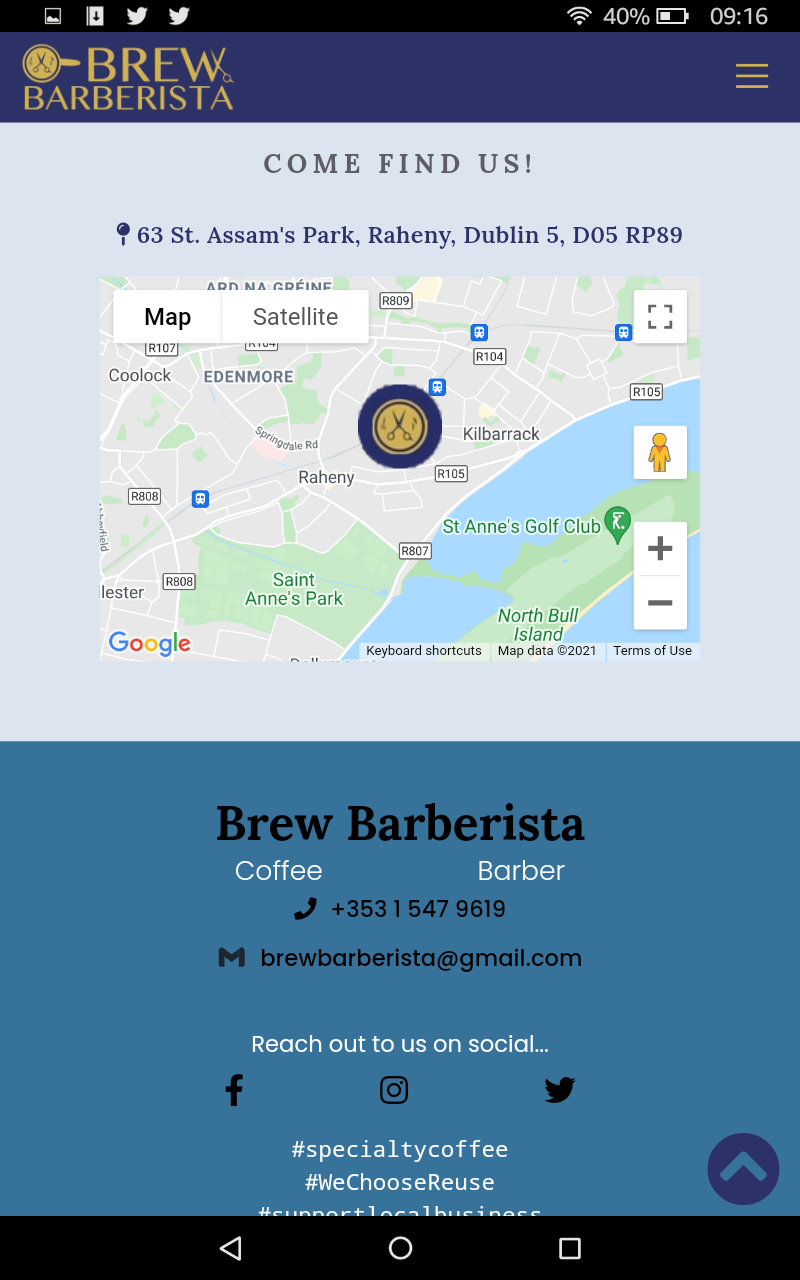 40% 09:16
BREW
BARBERISTA
COME FIND US!
63 St. Assam's Park, Raheny, Dublin 5, D05 RP89
ARD NA GRÉINE
R809
Map Satellite
R107
R104
R104
Coolock
EDENMORE
R105
Springdale Rd
Kilbarrack
Raheny
R105
R808
St Anne's Golf Club
R807
R808
Saint
Anne's Park
lester
North Bull
Island
Google
Keyboard shortcuts Map data ©2021 Terms of Use
Brew Barberista
Coffee Barber
+353 1 547 9619
brewbarberista@gmail.com
Reach out to us on social...
#specialtycoffee
#WeChooseReuse
#supportlocalbusiness